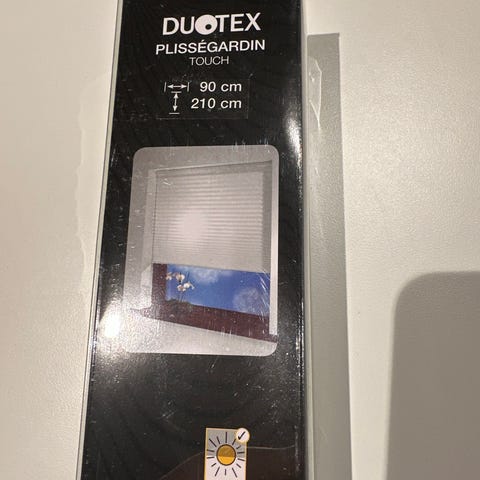 DUOTEX
PLISSÉGARDIN
TOUCH
90 cm
210 cm